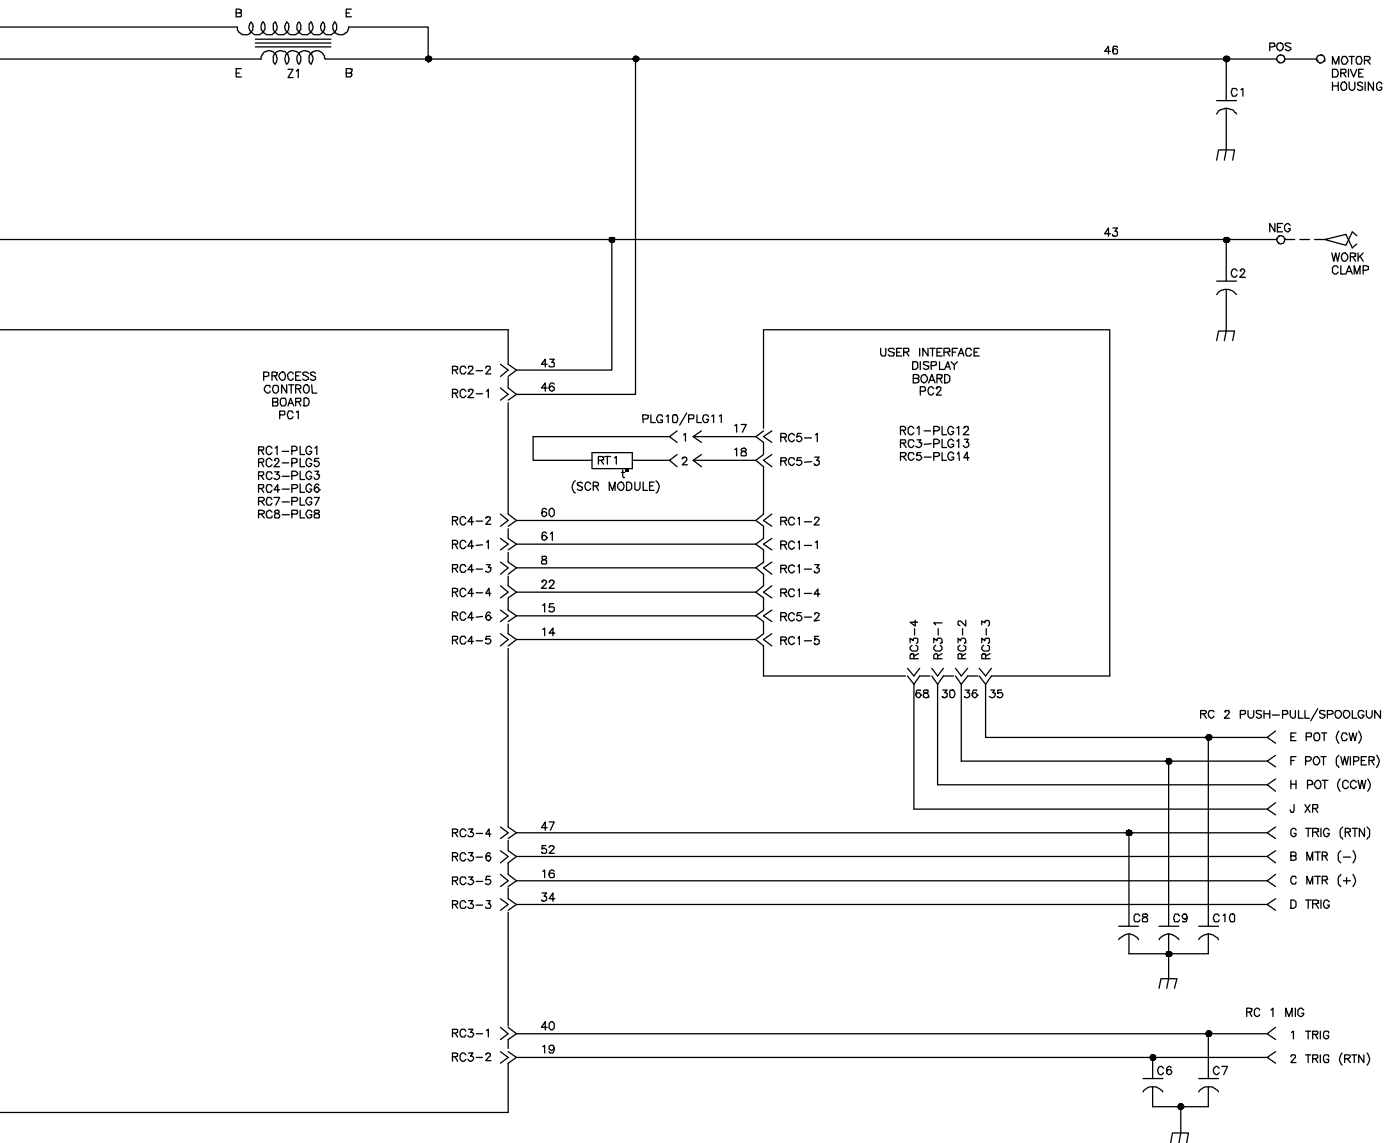 B
E
E
Z1
B
46
POS
MOTOR
DRIVE
HOUSING
C1
43
NEG
WORK
CLAMP
C2
PROCESS
CONTROL
BOARD
PC1
RC1-PLG1
RC2-PLG5
RC3-PLG3
RC4-PLG6
RC7-PLG7
RC8-PLG8
RC2-2
43
RC2-1
46
USER INTERFACE
DISPLAY
BOARD
PC2
RC1-PLG12
RC3-PLG13
RC5-PLG14
PLG10/PLG11
1
17
RC5-1
RT1
t°
2
18
RC5-3
(SCR MODULE)
RC4-2
60
RC1-2
RC4-1
61
RC1-1
RC4-3
8
RC1-3
RC4-4
22
RC1-4
RC4-6
15
RC5-2
RC4-5
14
RC1-5
RC3-4
RC3-1
RC3-2
RC3-3
68
30
36
35
RC 2 PUSH-PULL/SPOOLGUN
E POT (CW)
F POT (WIPER)
H POT (CCW)
J XR
RC3-4
47
G TRIG (RTN)
RC3-6
52
B MTR (-)
RC3-5
16
C MTR (+)
RC3-3
34
D TRIG
C8
C9
C10
RC 1 MIG
RC3-1
40
1 TRIG
RC3-2
19
2 TRIG (RTN)
C6
C7